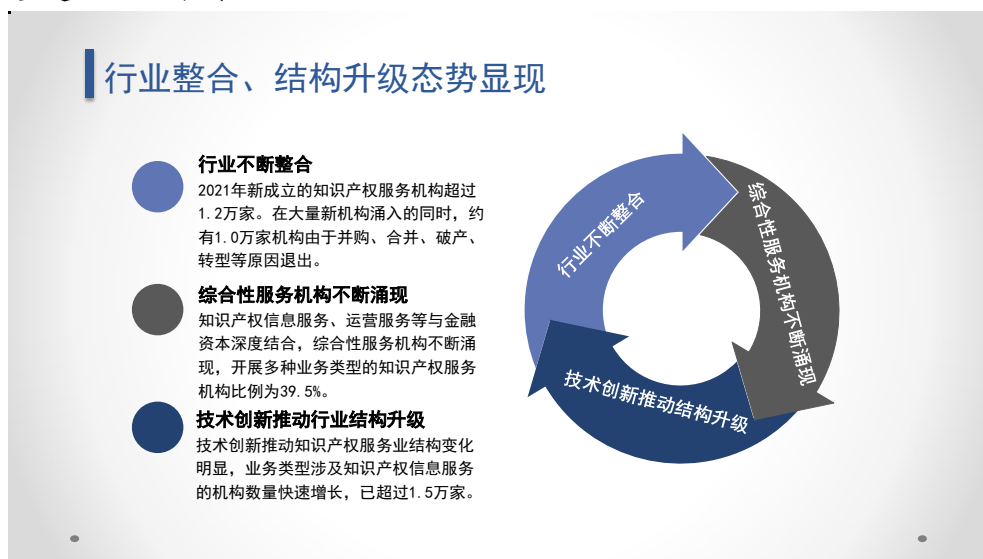 行业整合、结构升级态势显现
行业不断整合
2021年新成立的知识产权服务机构超过
1.2万家。在大量新机构涌入的同时，约
有1.0万家机构由于并购、合并、破产、
转型等原因退出。
综合性服务机构不断涌现
知识产权信息服务、运营服务等与金融
资本深度结合，综合性服务机构不断涌
现，开展多种业务类型的知识产权服务
机构比例为39.5%。
技术创新推动行业结构升级
技术创新推动知识产权服务业结构变化
明显，业务类型涉及知识产权信息服务
的机构数量快速增长，已超过1.5万家。
行业不断整合
综合性服务机构不断涌现
技术创新推动结构升级